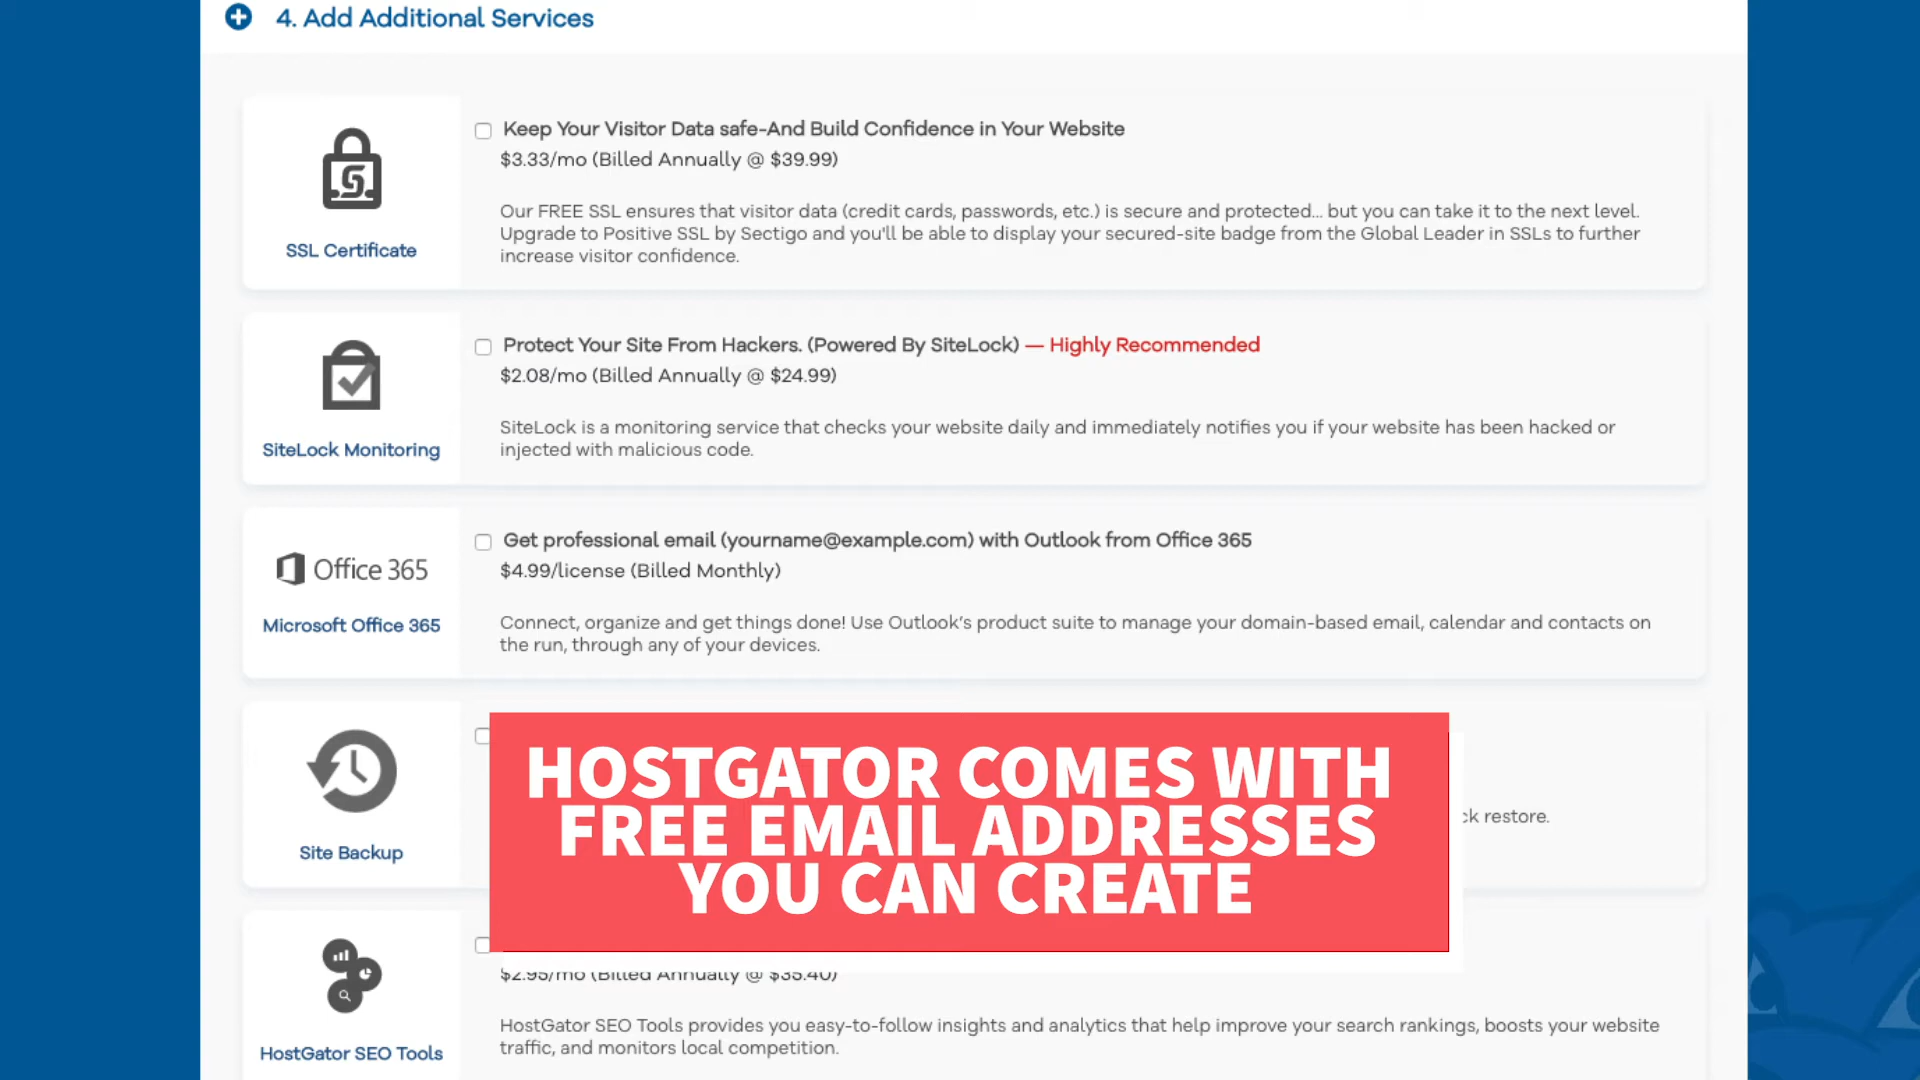 4. Add Additional Services
Keep Your Visitor Data safe-And Build Confidence in Your Website
$3.33/mo (Billed Annually @ $39.99)
Our FREE SSL ensures that visitor data (credit cards, passwords, etc.) is secure and protected... but you can take it to the next level.
Upgrade to Positive SSL by Sectigo and you'll be able to display your secured-site badge from the Global Leader in SSLs to further
increase visitor confidence.
SSL Certificate
Protect Your Site From Hackers. (Powered By SiteLock) — Highly Recommended
$2.08/mo (Billed Annually @ $24.99)
SiteLock is a monitoring service that checks your website daily and immediately notifies you if your website has been hacked or
injected with malicious code.
SiteLock Monitoring
Get professional email (yourname@example.com) with Outlook from Office 365
$4.99/license (Billed Monthly)
Office 365
Connect, organize and get things done! Use Outlook's product suite to manage your domain-based email, calendar and contacts on
the run, through any of your devices.
Microsoft Office 365
HOSTGATOR COMES WITH
FREE EMAIL ADDRESSES
YOU CAN CREATE
restore.
Site Backup
$2.95/mo (Billed Annually @ $35.40)
HostGator SEO Tools provides you easy-to-follow insights and analytics that help improve your search rankings, boosts your website
traffic, and monitors local competition.
HostGator SEO Tools